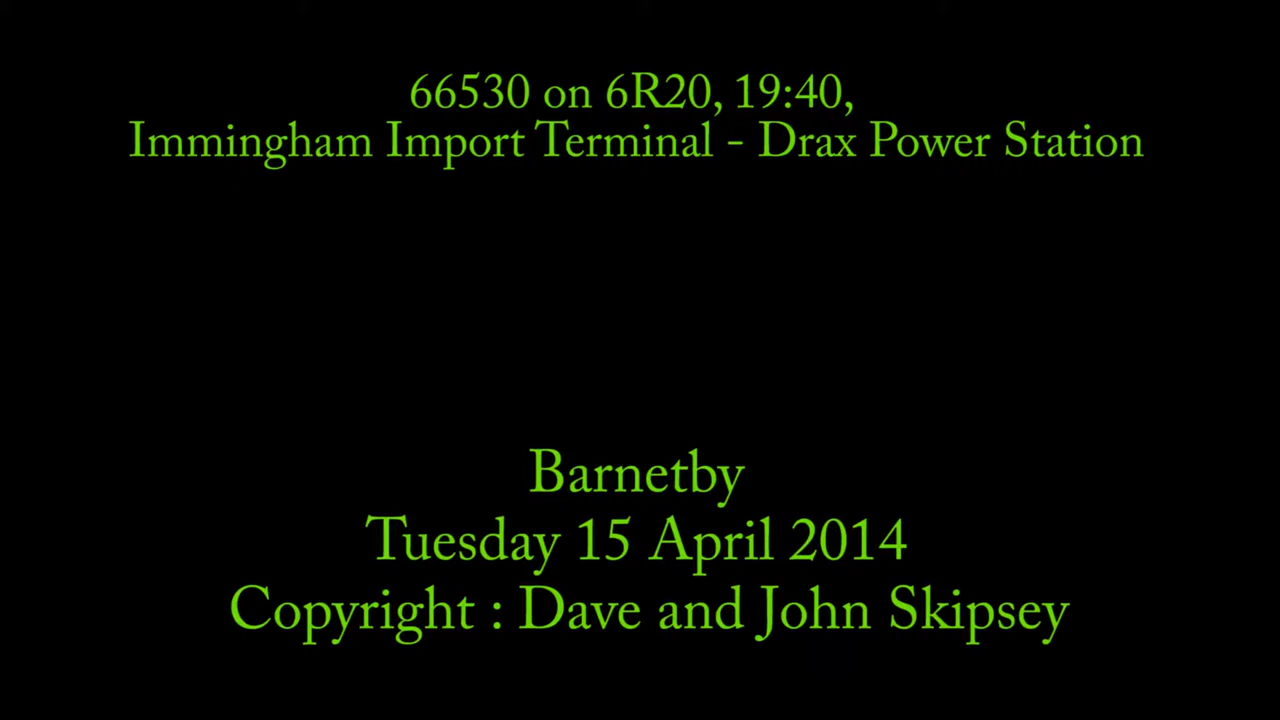 66530 on 6R20, 19:40,
Immingham Import Terminal - Drax Power Station
Barnetby
Tuesday 15 April 2014
Copyright : Dave and John Skipsey